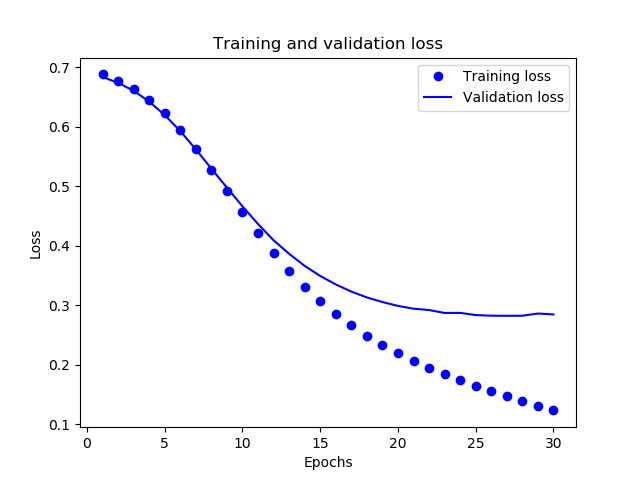 Training and validation loss
Training loss
Validation loss
Loss
0.7
0.6
0.5
0.4
0.3
0.2
0.1
0 5 10 15 20 25 30
Epochs